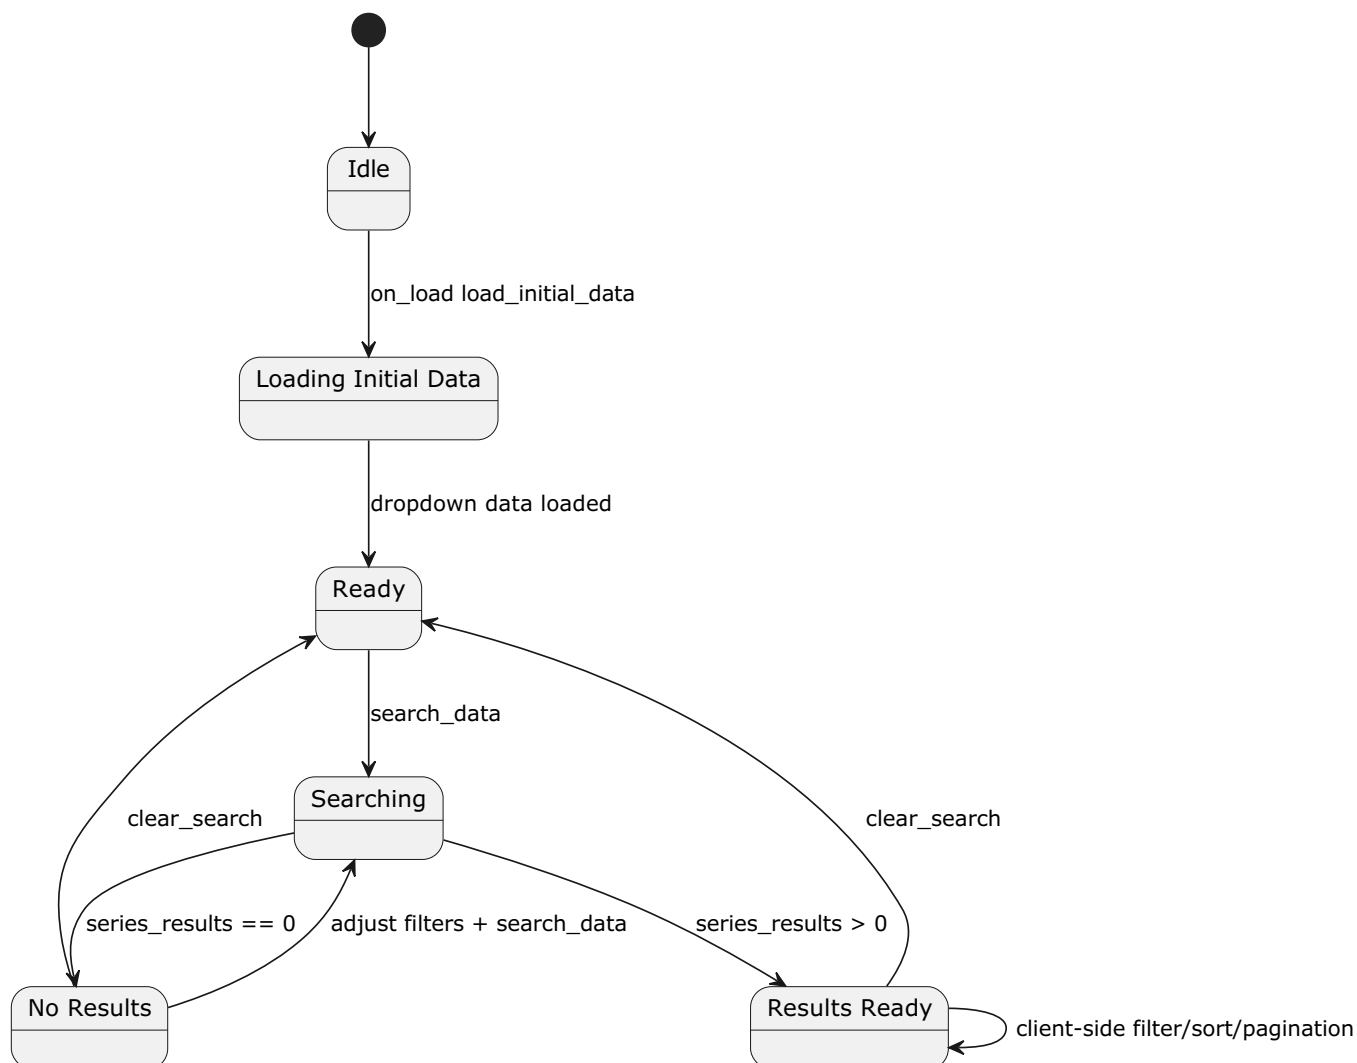 Idle
on_load load_initial_data
Loading Initial Data
dropdown data loaded
Ready
search_data
Searching
clear_search
clear_search
series_results == 0
adjust filters + search_data
series_results > 0
No Results
Results Ready
client-side filter/sort/pagination